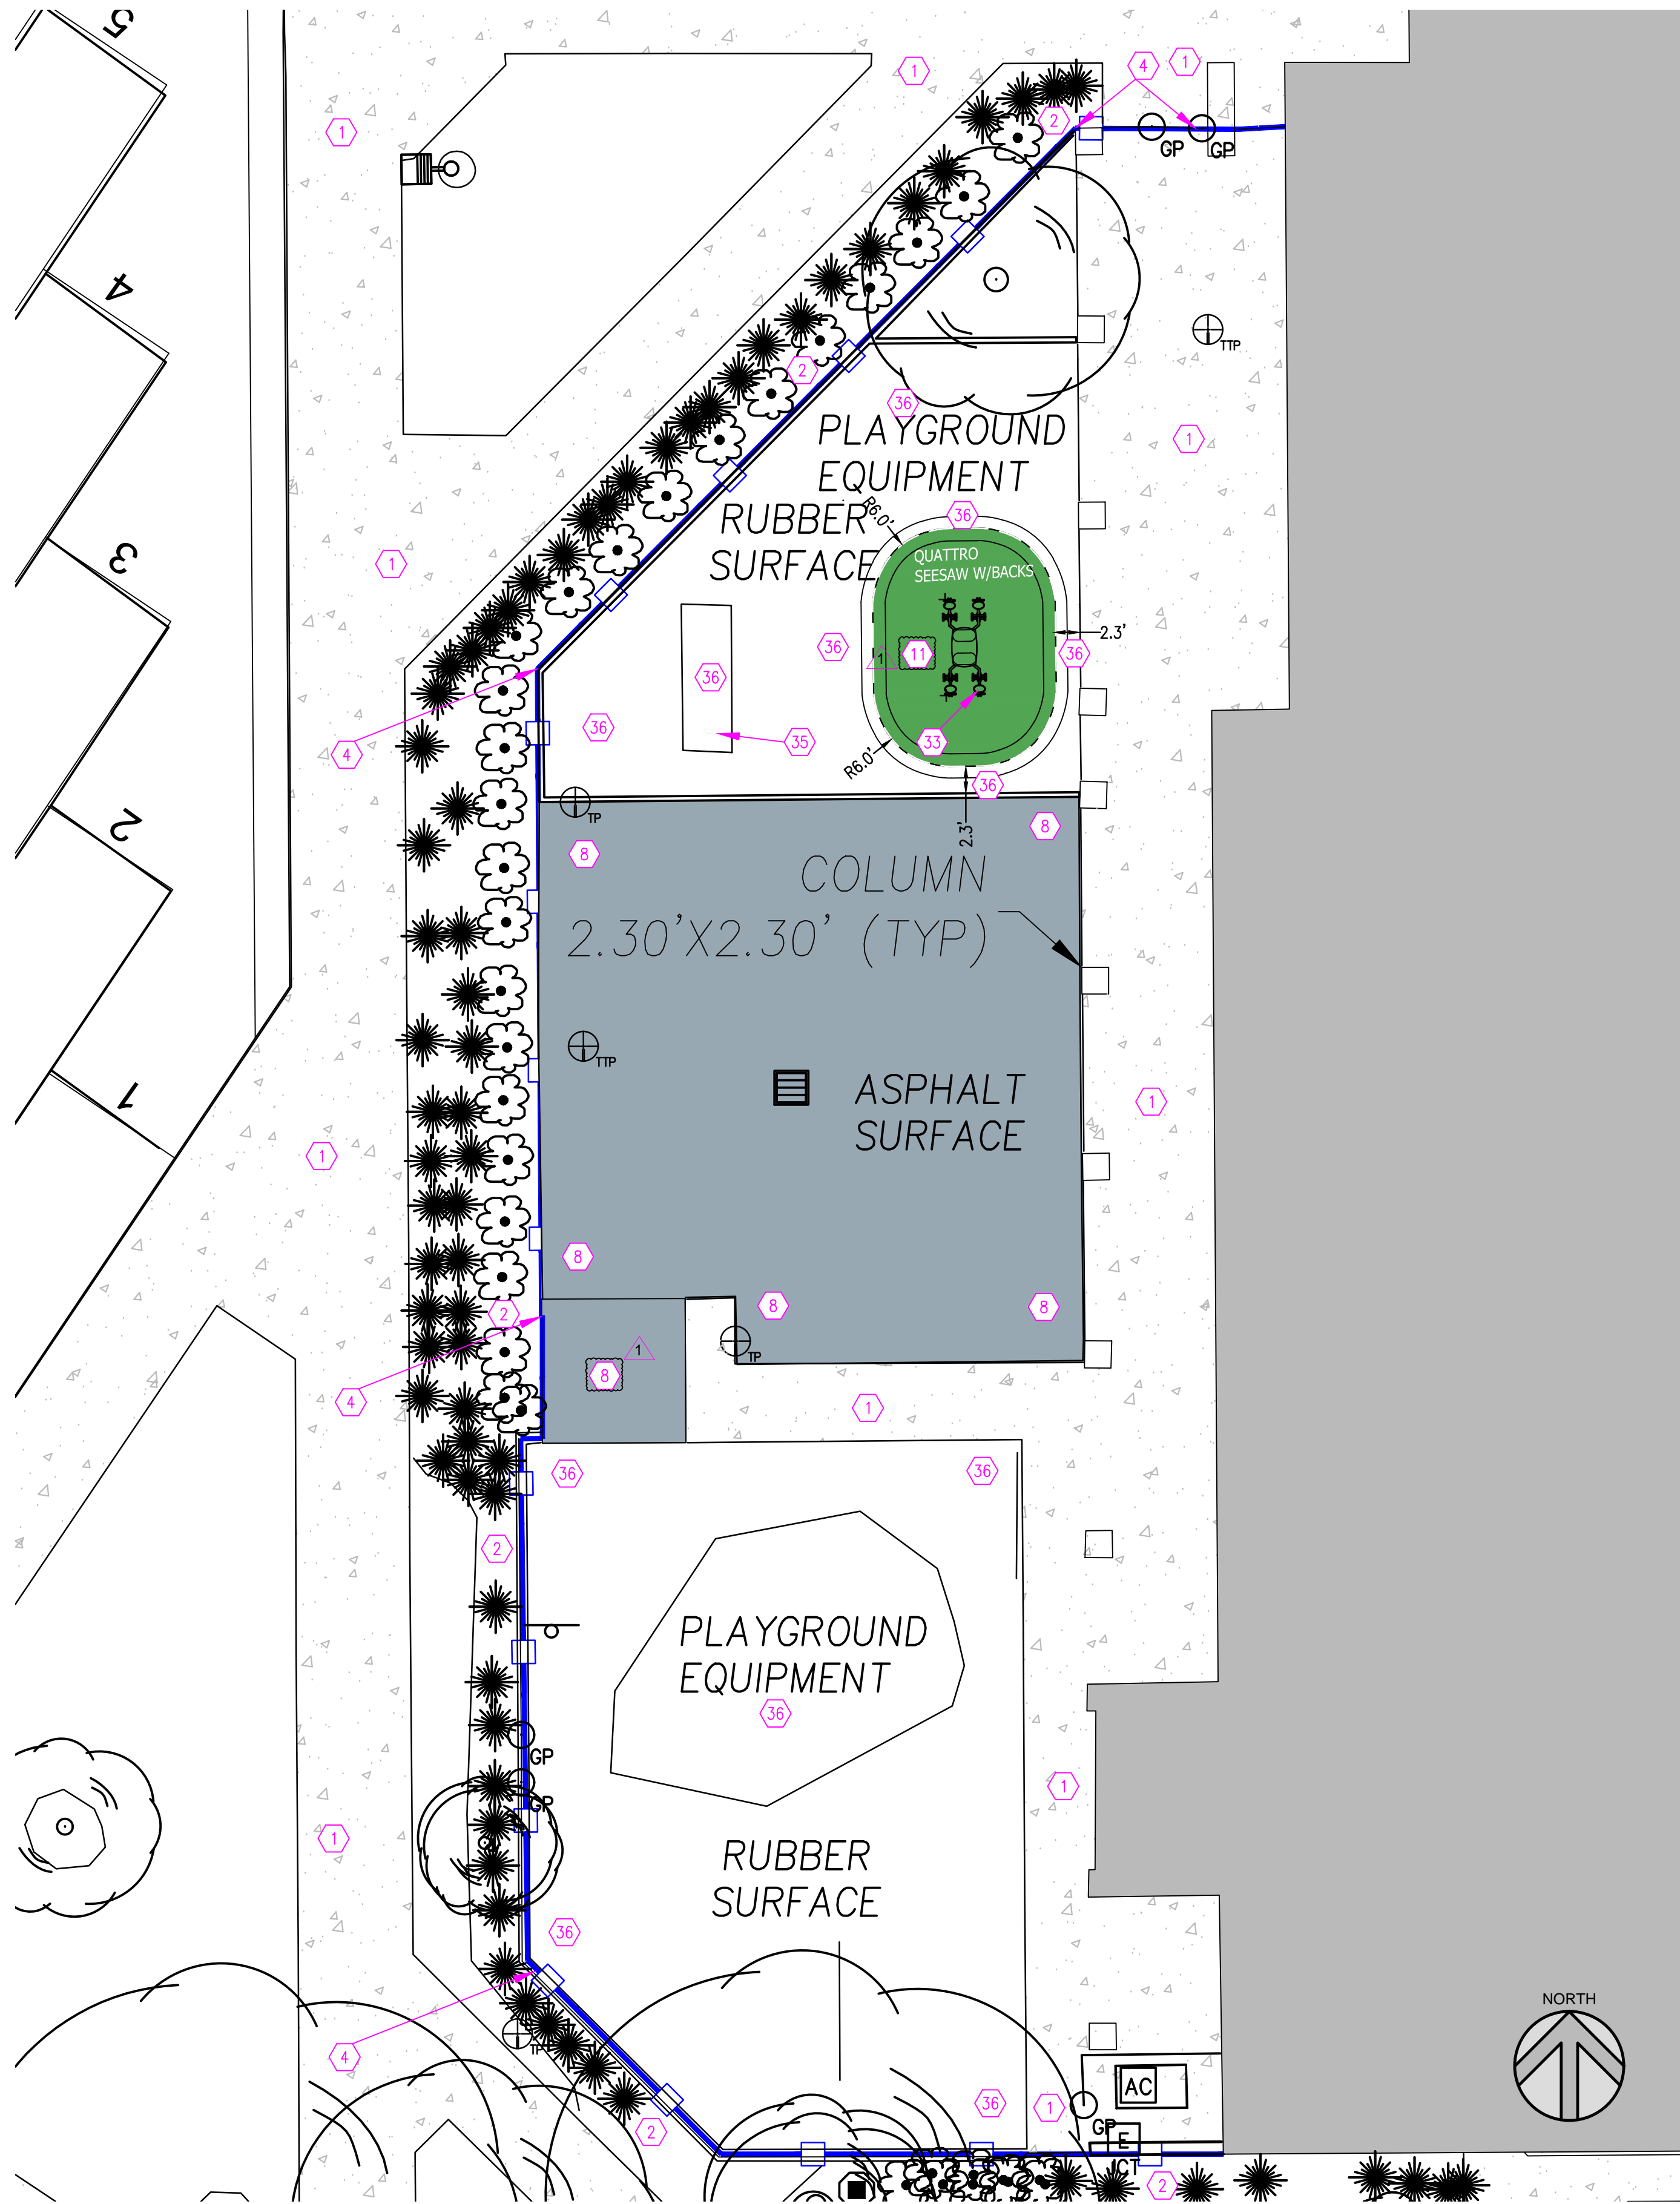 5
1
4
1
1
2
GP
GP
TTP
4
2
36
1
PLAYGROUND
EQUIPMENT
RUBBER
SURFACE
R6.0'
36
QUATTRO
SEESAW W/BACKS
3
1
2.3'
36
36
1
11
36
36
35
33
4
R6.0'
36
2.3'
TP
8
8
2
COLUMN
2.30'X2.30' (TYP)
TTP
ASPHALT
SURFACE
1
1
1
8
8
8
2
TP
1
8
4
1
36
36
2
PLAYGROUND
EQUIPMENT
36
GP
GP
1
1
RUBBER
SURFACE
36
NORTH
TP
4
AC
36
1
GP
E
2
ICT
2